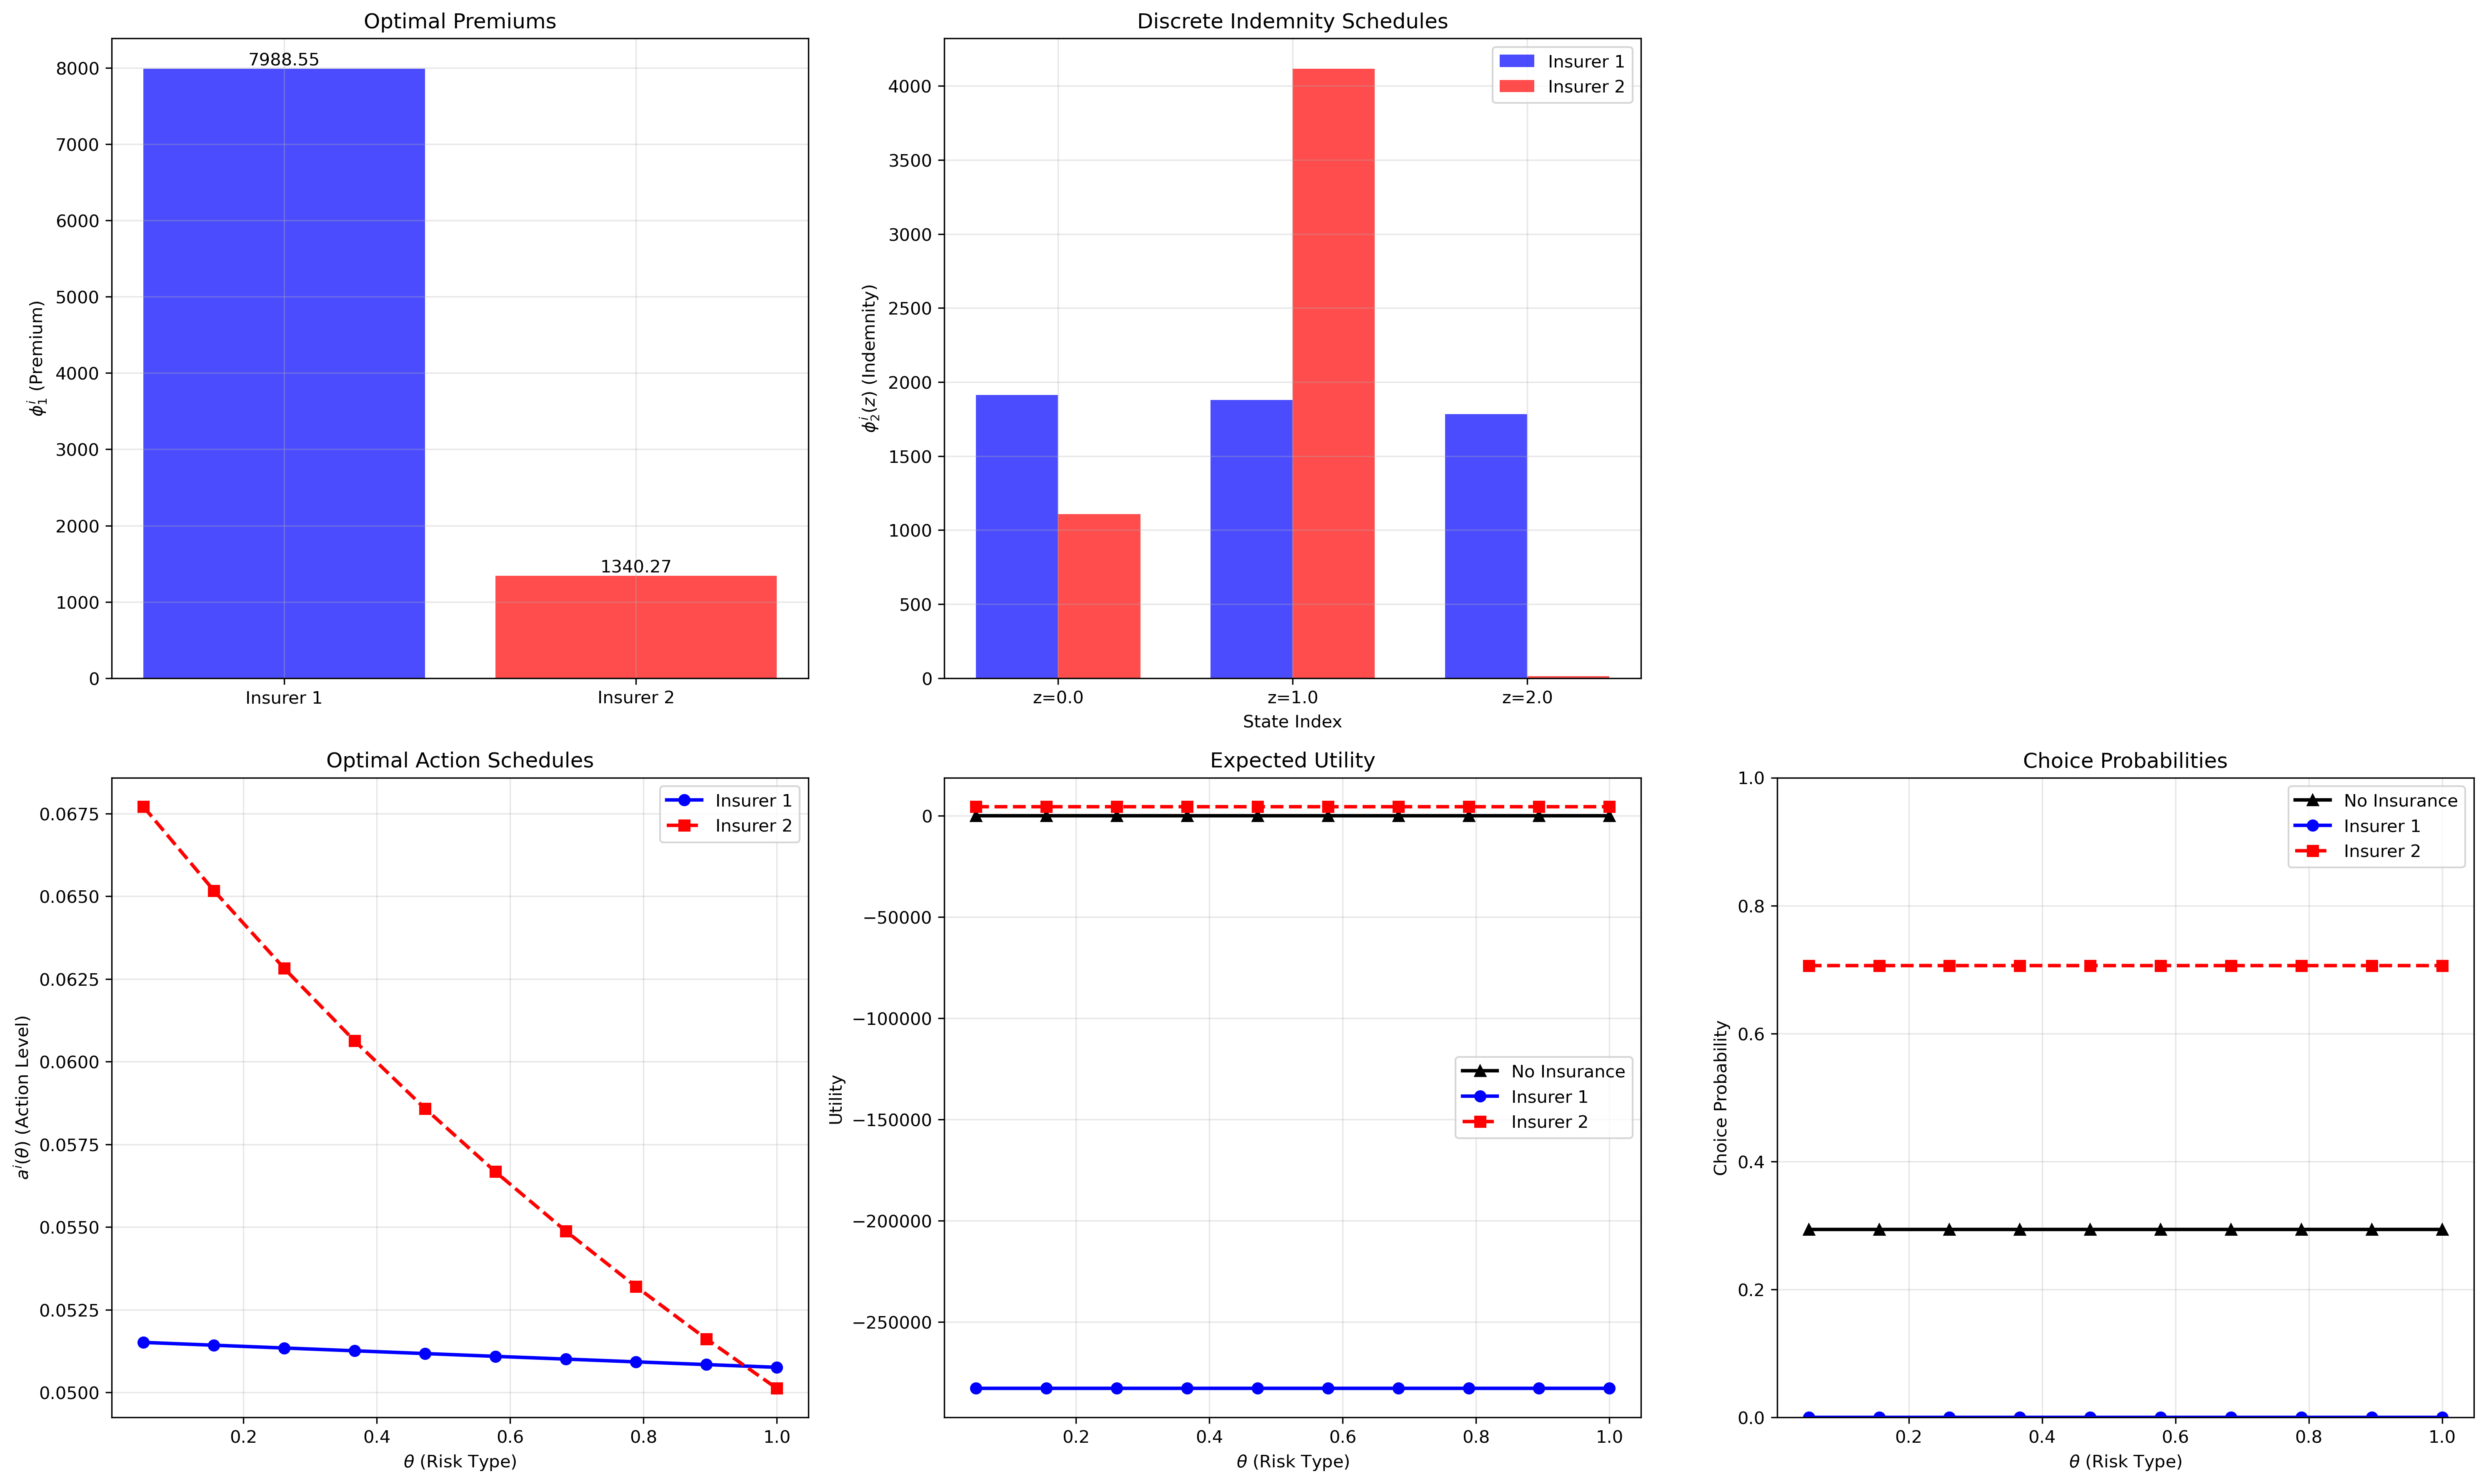 Optimal Premiums
ϕ₁ⁱ (Premium)
8000
7000
6000
5000
4000
3000
2000
1000
0
7988.55
1340.27
Insurer 1
Insurer 2
Discrete Indemnity Schedules
ϕ₂ⁱ(z) (Indemnity)
4000
3500
3000
2500
2000
1500
1000
500
0
Insurer 1
Insurer 2
z=0.0
z=1.0
z=2.0
State Index
Optimal Action Schedules
aⁱ(θ) (Action Level)
0.0675
0.0650
0.0625
0.0600
0.0575
0.0550
0.0525
0.0500
Insurer 1
Insurer 2
0.2
0.4
0.6
0.8
1.0
θ (Risk Type)
Expected Utility
Utility
0
−50000
−100000
−150000
−200000
−250000
No Insurance
Insurer 1
Insurer 2
0.2
0.4
0.6
0.8
1.0
θ (Risk Type)
Choice Probabilities
Choice Probability
1.0
0.8
0.6
0.4
0.2
0.0
No Insurance
Insurer 1
Insurer 2
0.2
0.4
0.6
0.8
1.0
θ (Risk Type)